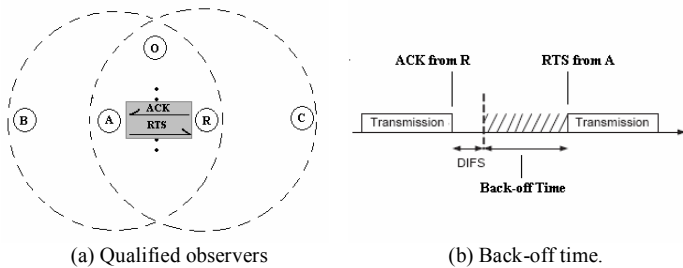 O
B
A
ACK
RTS
R
C
(a) Qualified observers
ACK from R
RTS from A
Transmission
Transmission
DIFS
Back-off Time
(b) Back-off time.